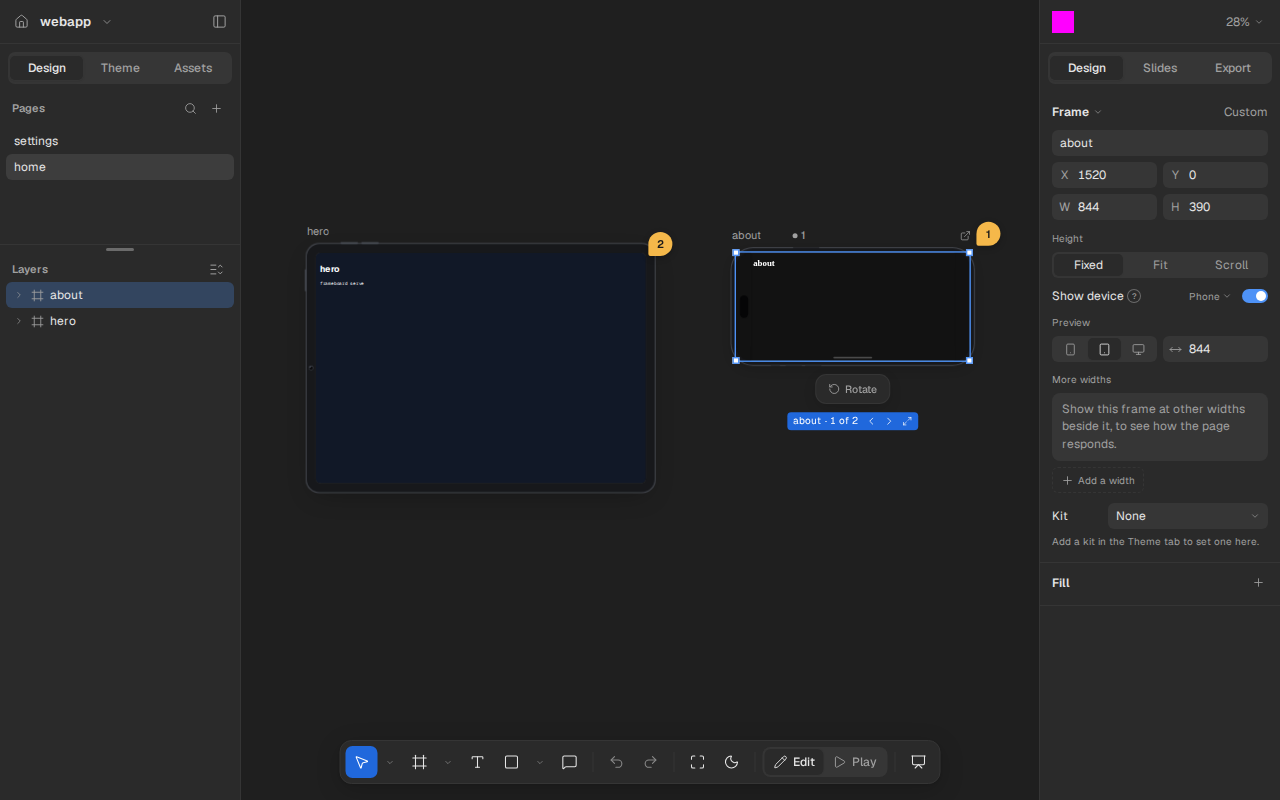 webapp
Design
Theme
Assets
Pages
settings
home
Layers
about
hero
hero
2
hero
frameboard serve
about
1
1
about
Rotate
about · 1 of 2
Edit
Play
28%
Design
Slides
Export
Frame
Custom
about
X 1520
Y 0
W 844
H 390
Height
Fixed
Fit
Scroll
Show device ?
Phone
Preview
844
More widths
Show this frame at other widths
beside it, to see how the page
responds.
Add a width
Kit
None
Add a kit in the Theme tab to set one here.
Fill